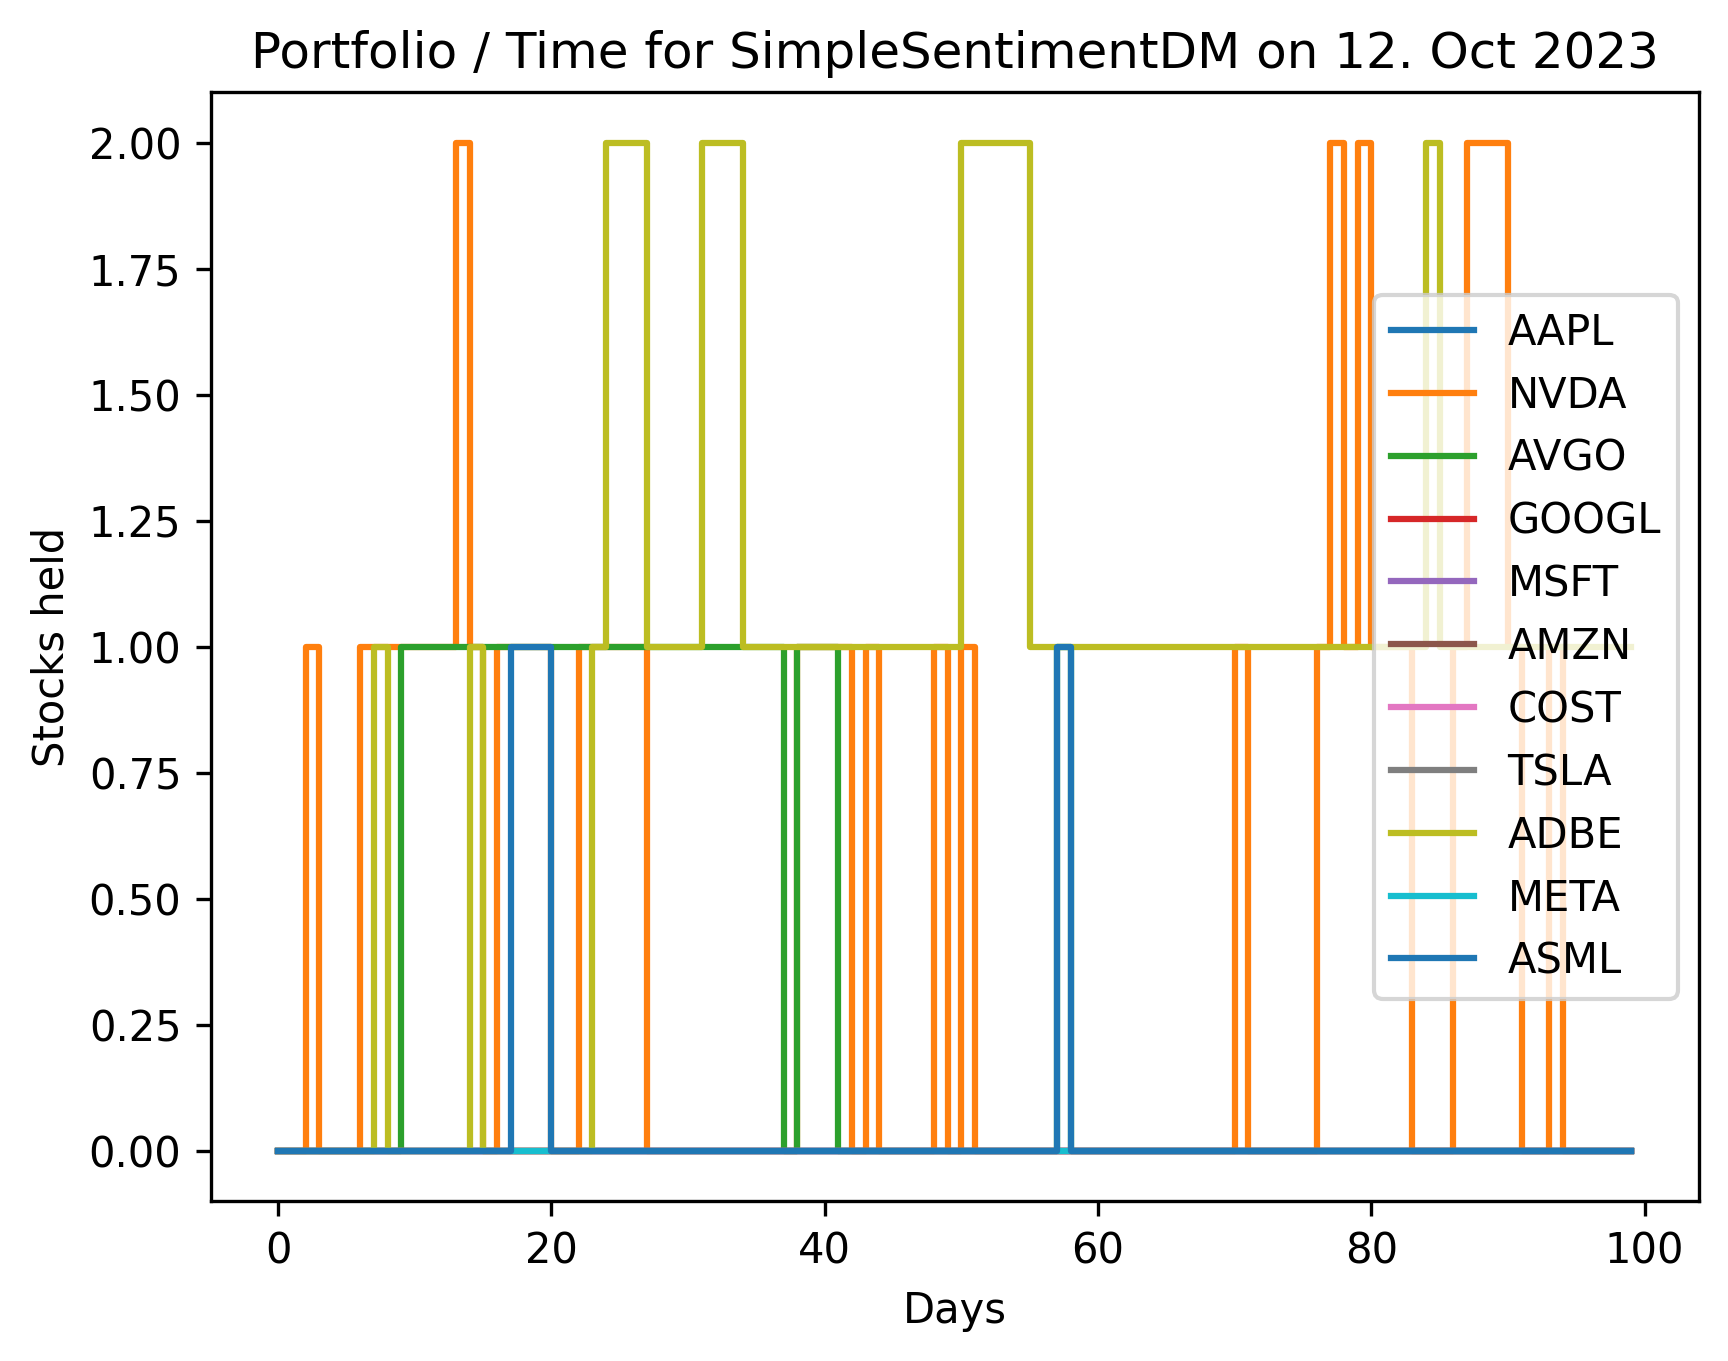 Portfolio / Time for SimpleSentimentDM on 12. Oct 2023
2.00
1.75
1.50
1.25
1.00
0.75
0.50
0.25
0.00
Stocks held
AAPL
NVDA
AVGO
GOOGL
MSFT
AMZN
COST
TSLA
ADBE
META
ASML
0 20 40 60 80 100
Days